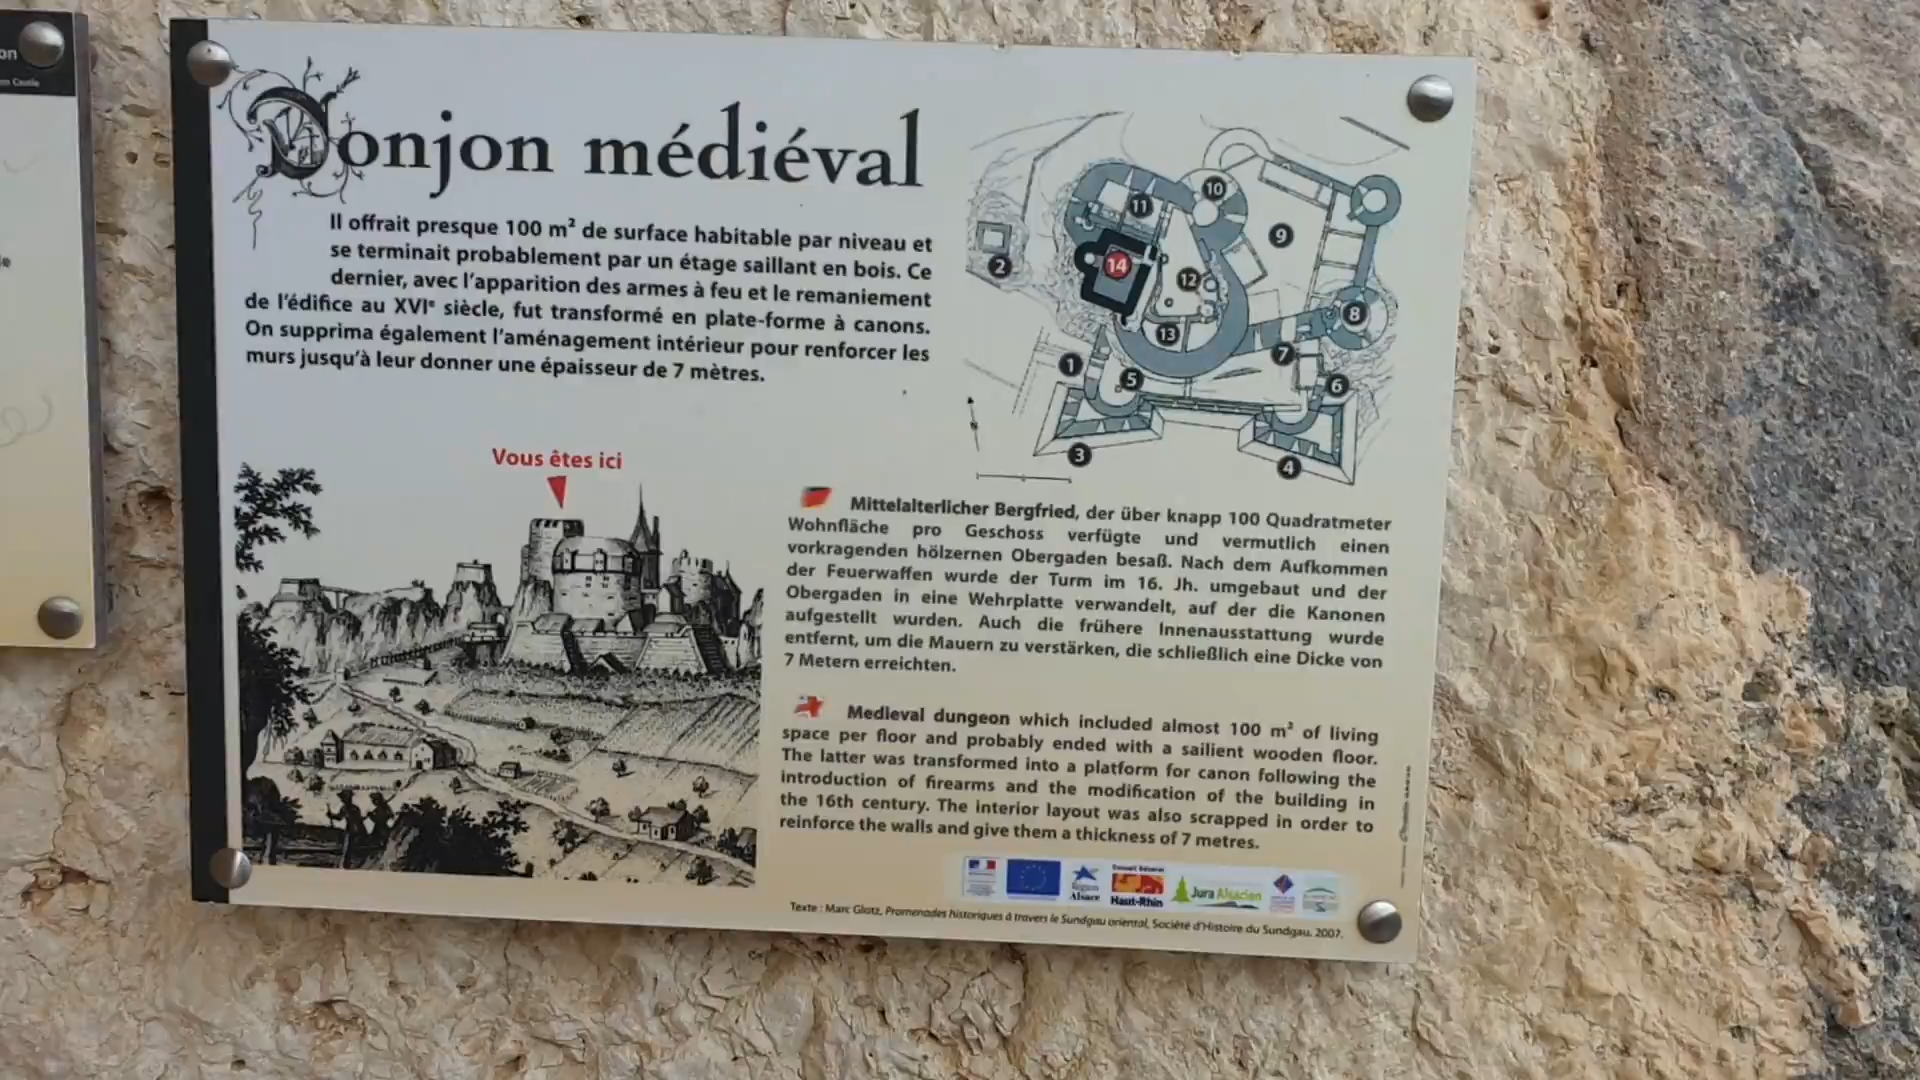 on
Donjon médiéval
Il offrait presque 100 m² de surface habitable par niveau et
se terminait probablement par un étage saillant en bois. Ce
dernier, avec l'apparition des armes à feu et le remaniement
de l'édifice au XVIᵉ siècle, fut transformé en plate-forme à canons.
On supprima également l'aménagement intérieur pour renforcer les
murs jusqu'à leur donner une épaisseur de 7 mètres.
10
11
9
2
14
12
8
13
7
1
5
6
3
4
Vous êtes ici
Mittelalterlicher Bergfried, der über knapp 100 Quadratmeter
Wohnfläche pro Geschoss verfügte und vermutlich einen
vorkragenden hölzernen Obergaden besaß. Nach dem Aufkommen
der Feuerwaffen wurde der Turm im 16. Jh. umgebaut und der
Obergaden in eine Wehrplatte verwandelt, auf der die Kanonen
aufgestellt wurden. Auch die frühere Innenausstattung wurde
entfernt, um die Mauern zu verstärken, die schließlich eine Dicke von
7 Metern erreichten.
Medieval dungeon which included almost 100 m² of living
space per floor and probably ended with a sailient wooden floor.
The latter was transformed into a platform for canon following the
introduction of firearms and the modification of the building in
the 16th century. The interior layout was also scrapped in order to
reinforce the walls and give them a thickness of 7 metres.
Région
Alsace
Conseil Général
Haut-Rhin
Jura Alsacien
Texte : Marc Glotz, Promenades historiques à travers le Sundgau oriental, Société d'Histoire du Sundgau. 2007.